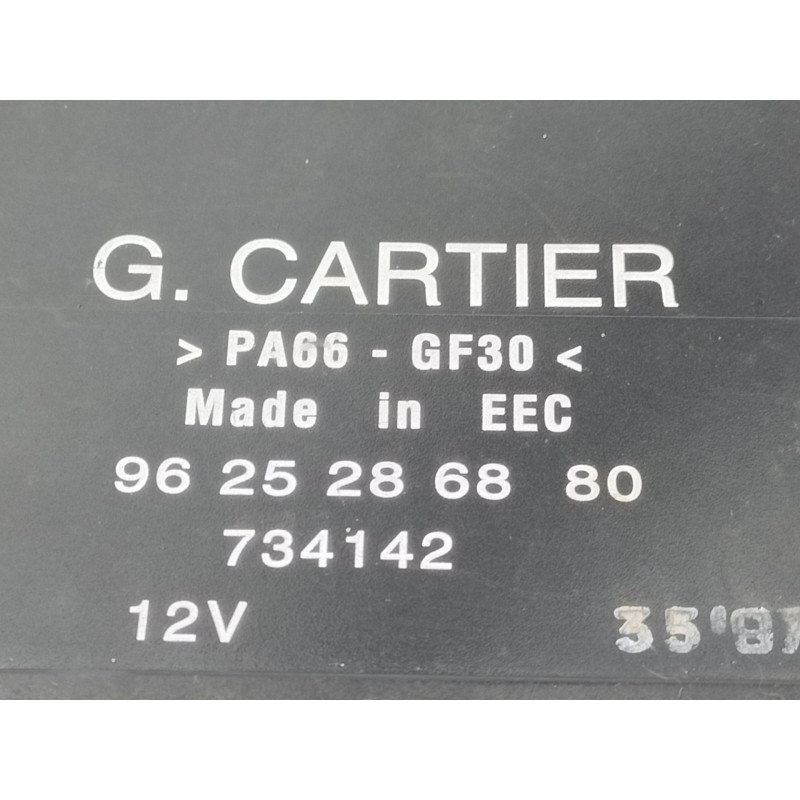 G. CARTIER
> PA66 - GF30 <
Made in EEC
96 25 28 68 80
734142
12V